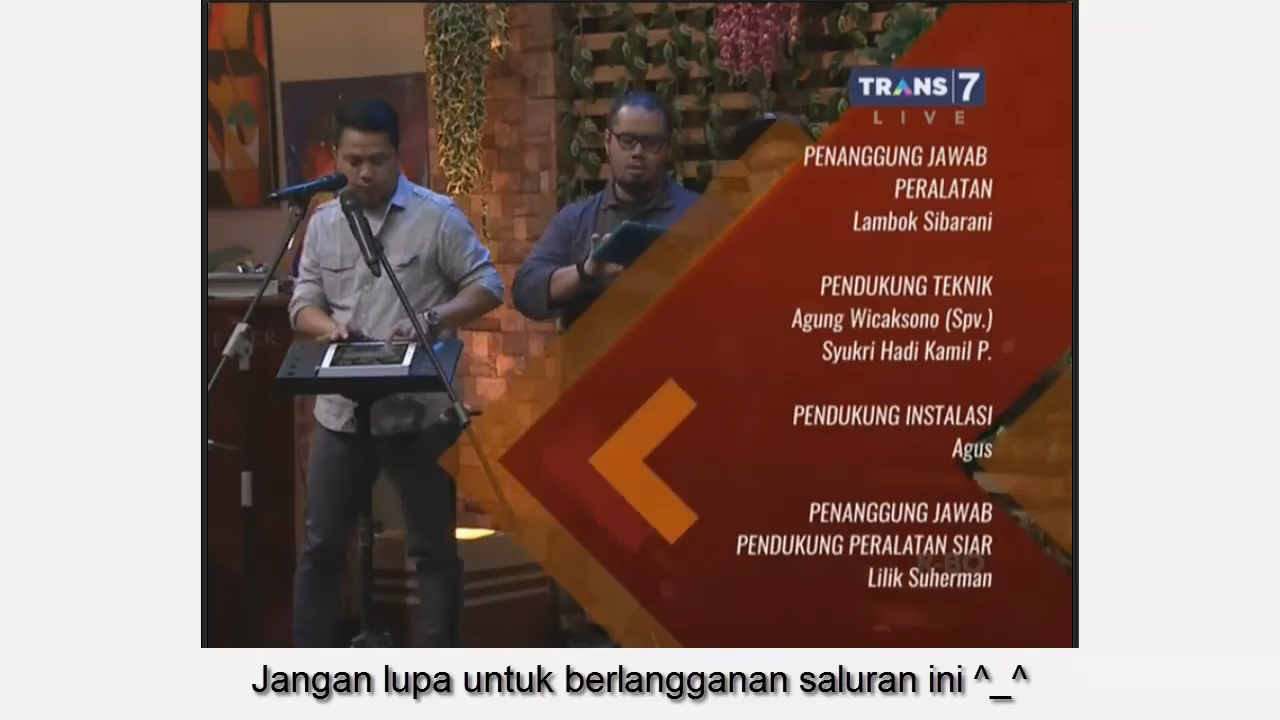 TRANS|7
LIVE
PENANGGUNG JAWAB
PERALATAN
Lambok Sibarani
PENDUKUNG TEKNIK
Agung Wicaksono (Spv.)
Syukri Hadi Kamil P.
PENDUKUNG INSTALASI
Agus
PENANGGUNG JAWAB
PENDUKUNG PERALATAN SIAR
Lilik Suherman
Jangan lupa untuk berlangganan saluran ini ^_^